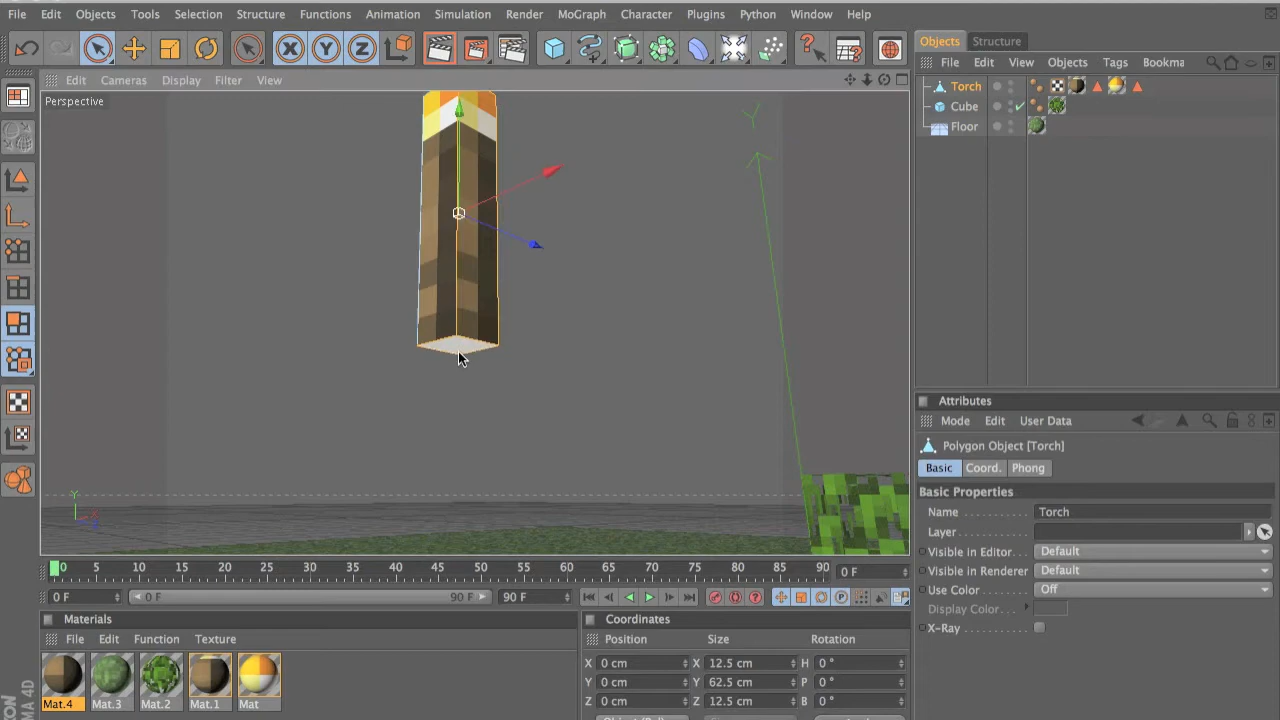 File Edit Objects Tools Selection Structure Functions Animation Simulation Render MoGraph Character Plugins Python Window Help
X Y Z
Objects Structure
File Edit View Objects Tags Bookma
Edit Cameras Display Filter View
Perspective
Torch
Cube
Floor
Y
Y
Attributes
Mode Edit User Data
Polygon Object [Torch]
Basic Coord. Phong
Basic Properties
Name Torch
Layer
Visible in Editor Default
Visible in Renderer Default
Use Color Off
Display Color
X-Ray
0 5 10 15 20 25 30 35 40 45 50 55 60 65 70 75 80 85 90
0 F
0 F 0 F 90 F 90 F
P
Materials
File Edit Function Texture
Mat.4 Mat.3 Mat.2 Mat.1 Mat
Coordinates
Position Size Rotation
X 0 cm X 12.5 cm H 0 °
Y 0 cm Y 62.5 cm P 0 °
Z 0 cm Z 12.5 cm B 0 °